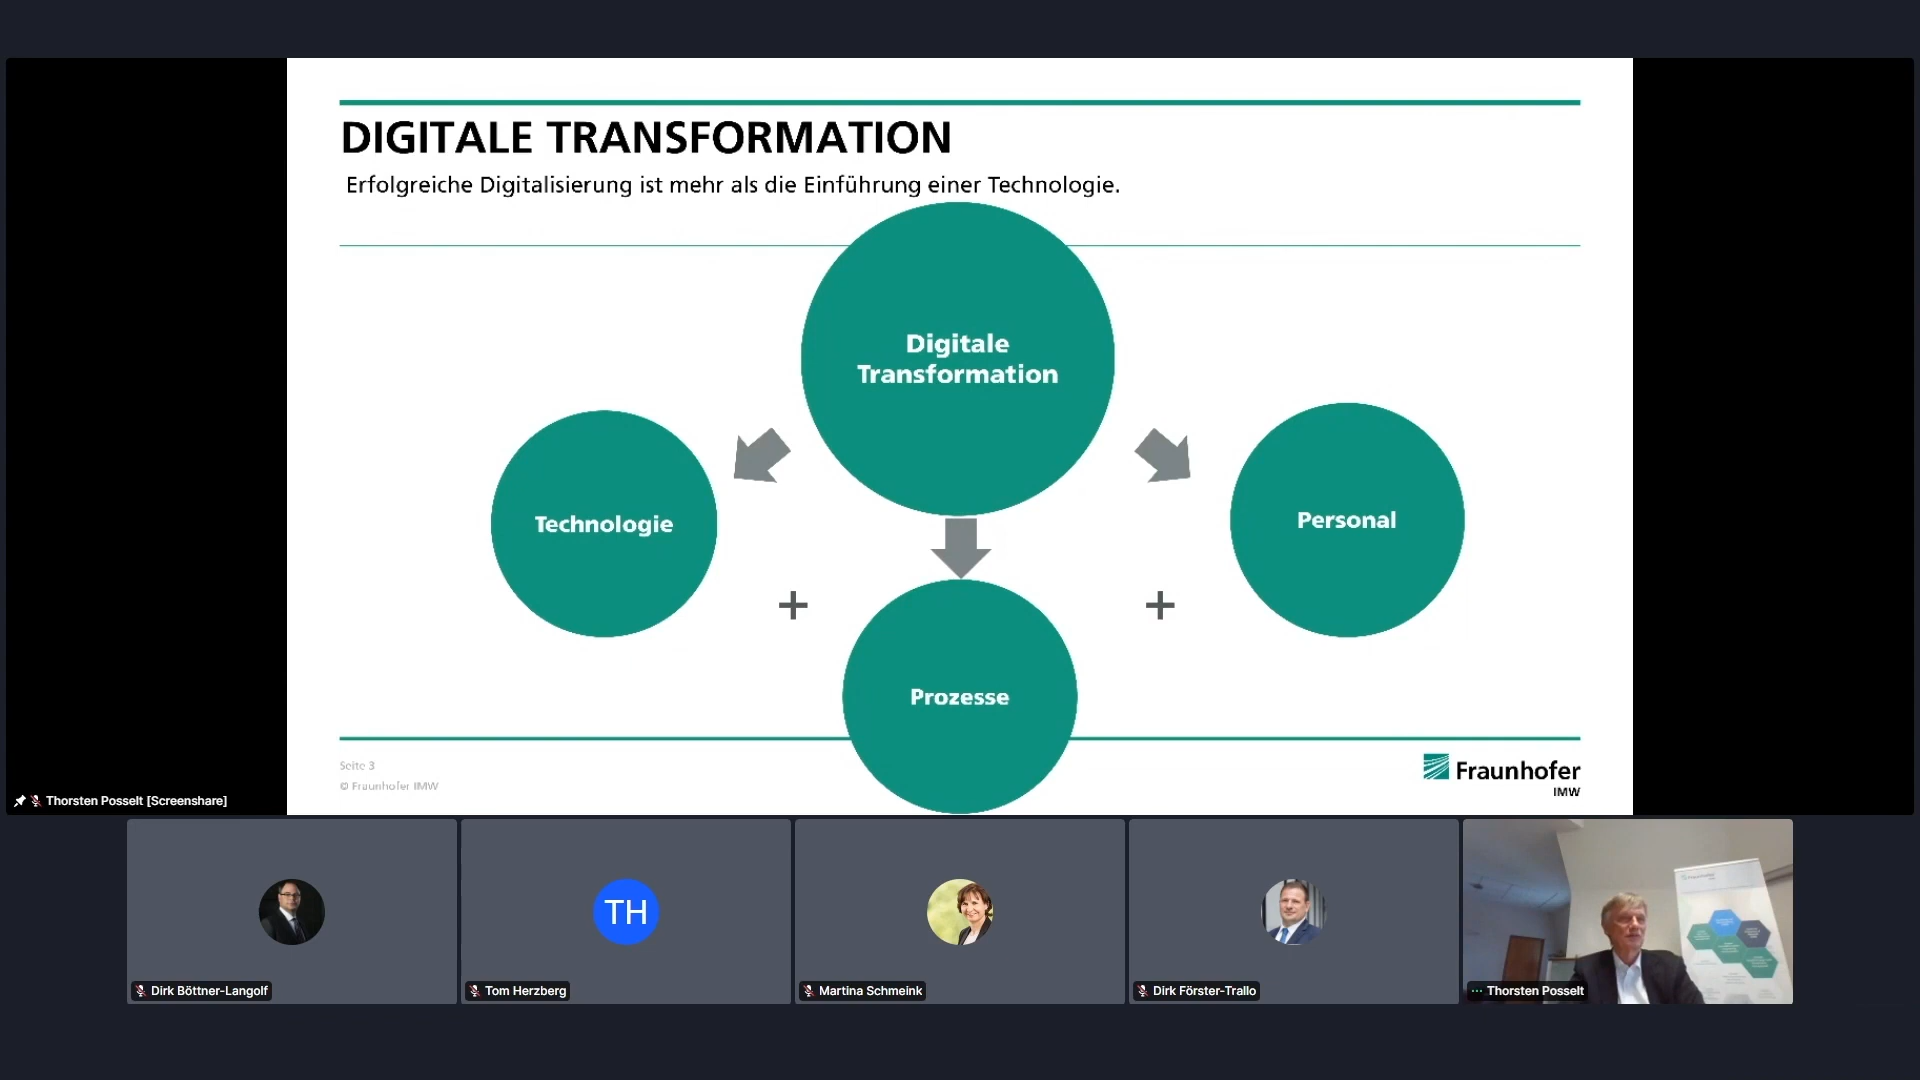 DIGITALE TRANSFORMATION
Erfolgreiche Digitalisierung ist mehr als die Einführung einer Technologie.
Digitale
Transformation
Technologie
Personal
+
+
Prozesse
Seite 3
© Fraunhofer IMW
Fraunhofer
IMW
Thorsten Posselt [Screenshare]
TH
Dirk Böttner-Langolf
Tom Herzberg
Martina Schmeink
Dirk Förster-Trallo
Thorsten Posselt